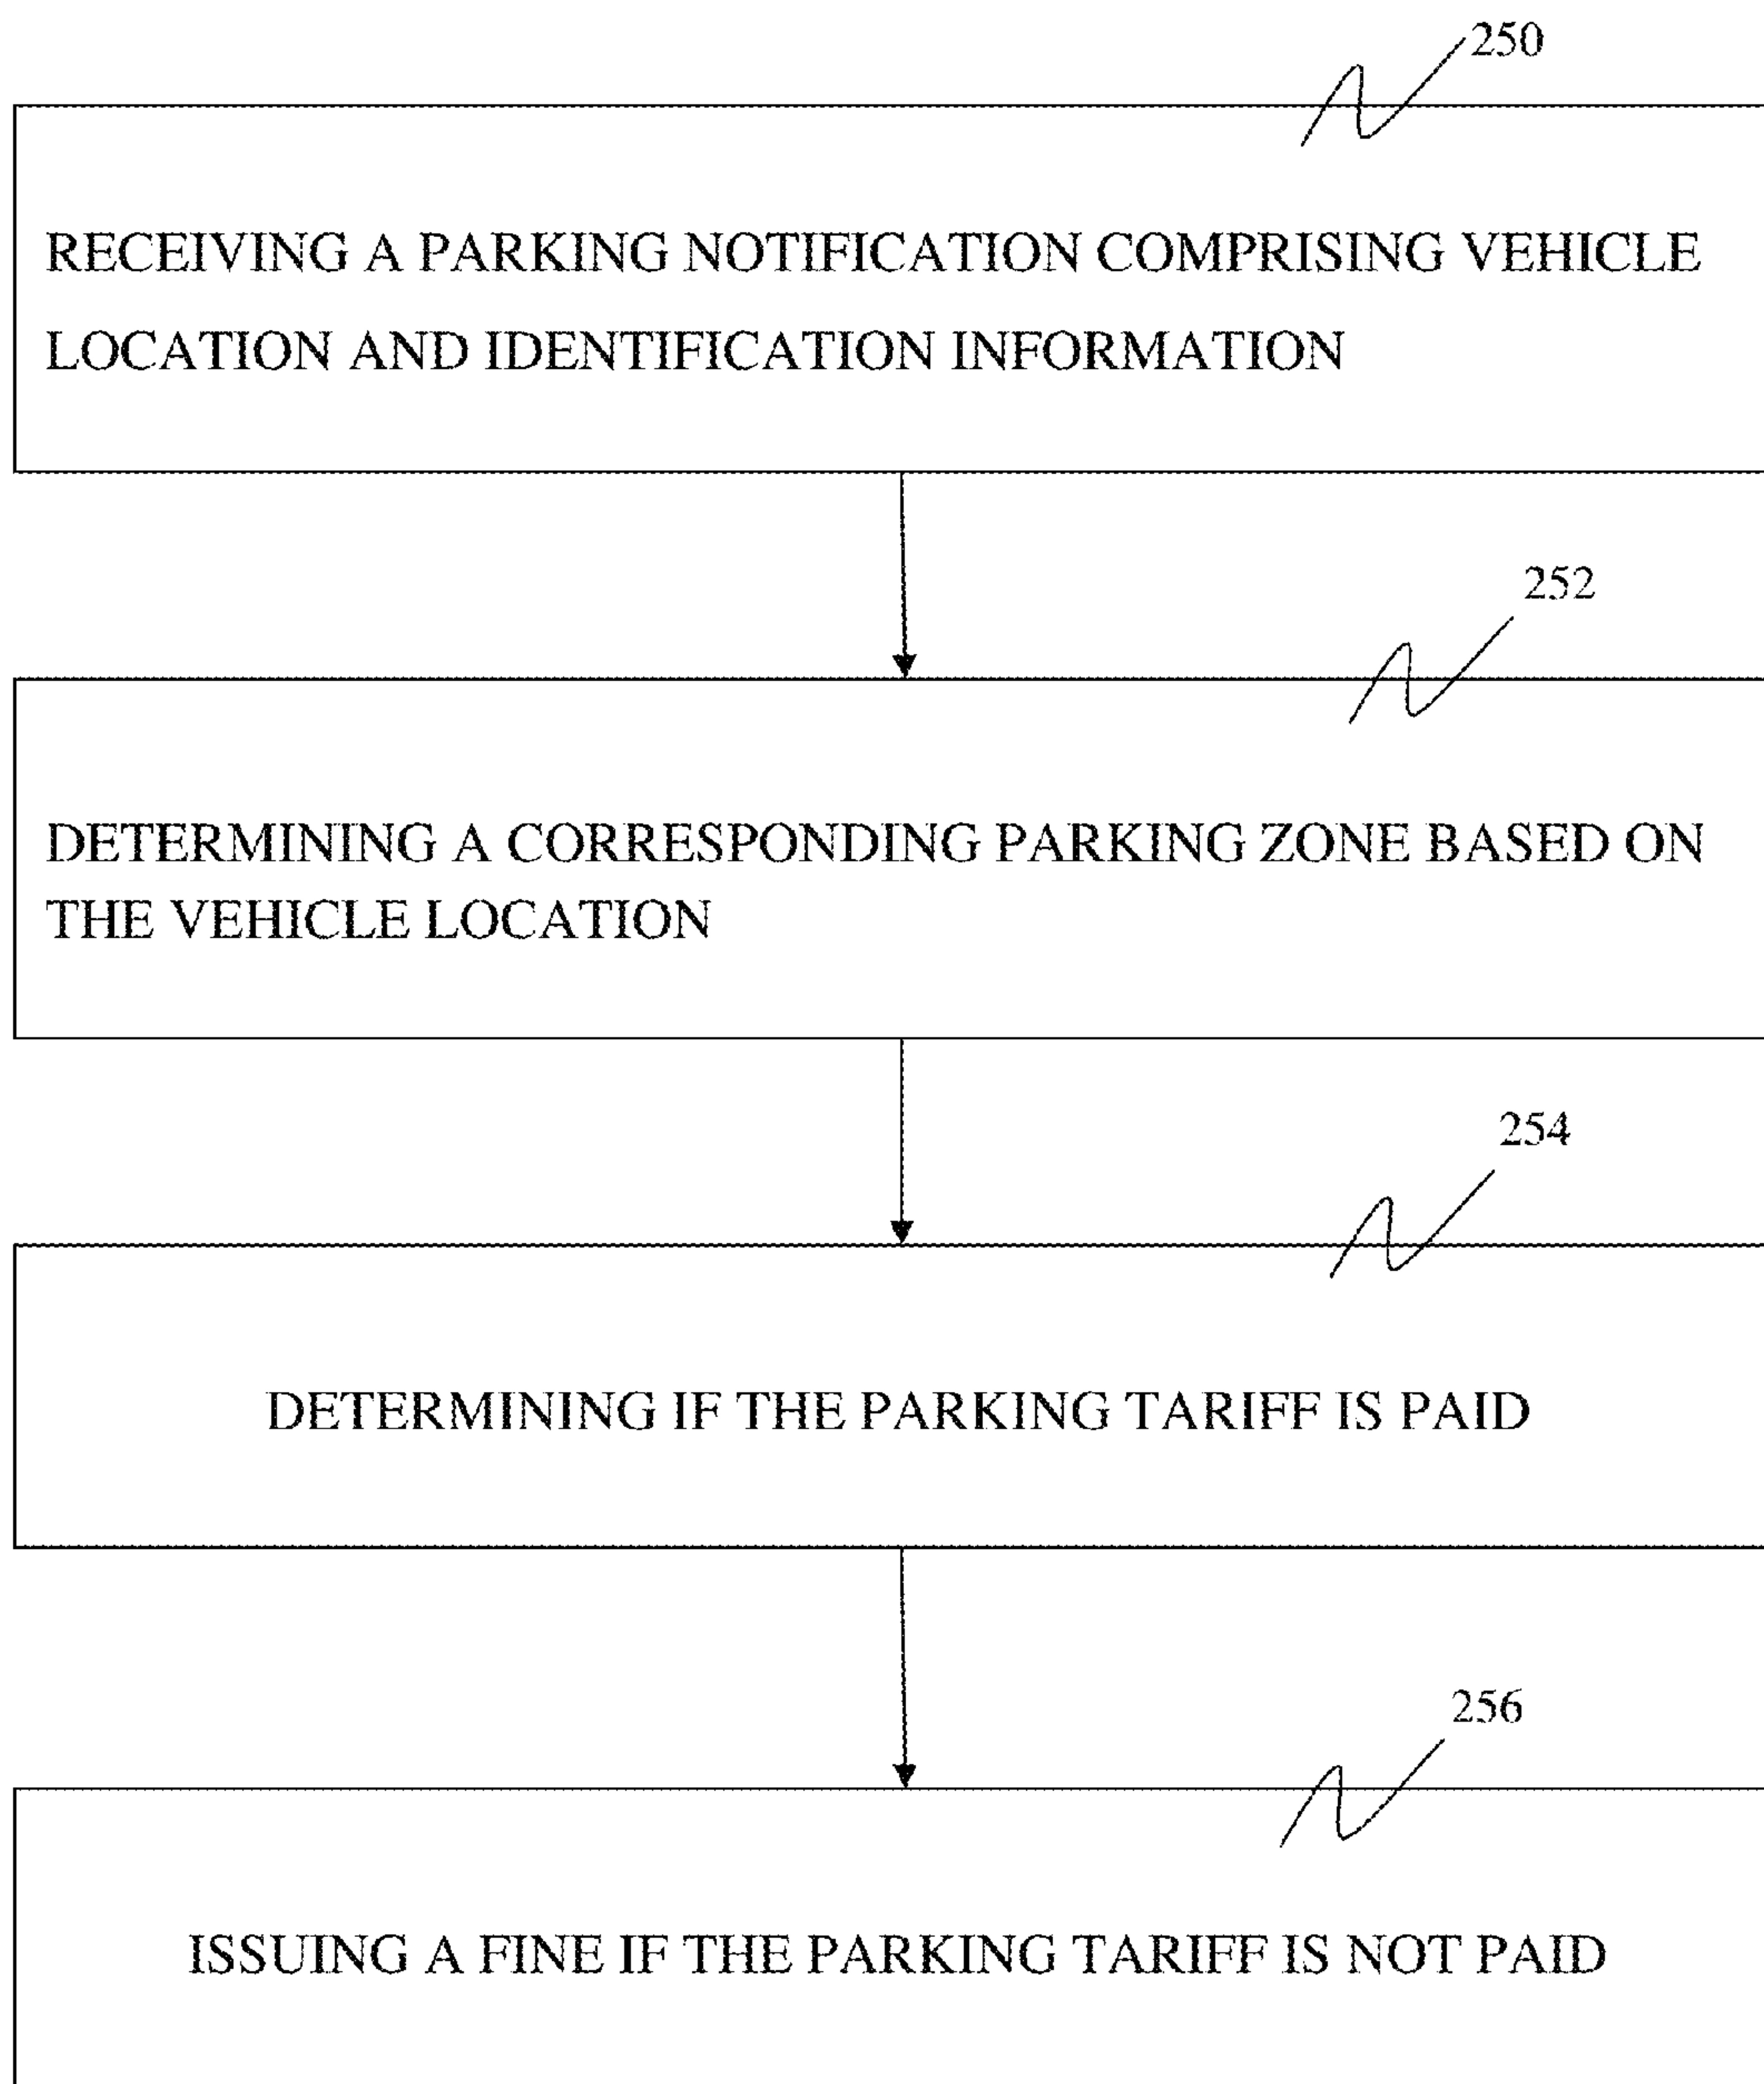 250
RECEIVING A PARKING NOTIFICATION COMPRISING VEHICLE
LOCATION AND IDENTIFICATION INFORMATION
252
DETERMINING A CORRESPONDING PARKING ZONE BASED ON
THE VEHICLE LOCATION
254
DETERMINING IF THE PARKING TARIFF IS PAID
256
ISSUING A FINE IF THE PARKING TARIFF IS NOT PAID